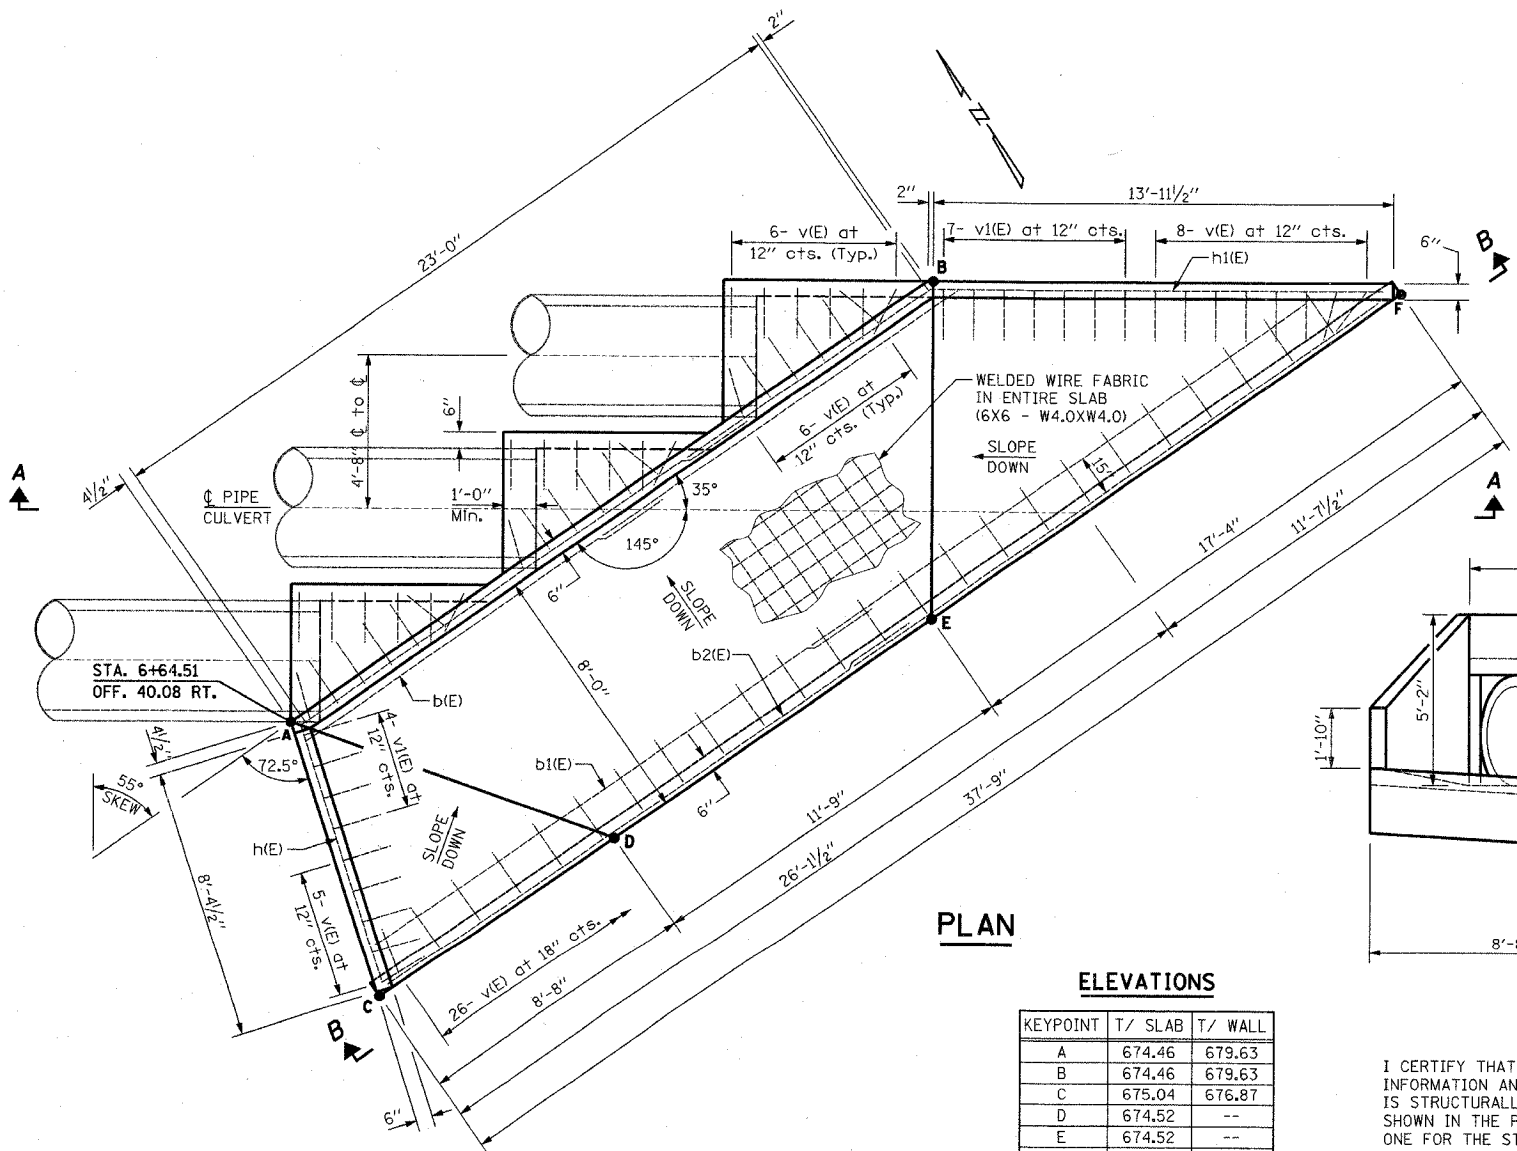 2"
23'-0"
4½"
A
2"
13'-11½"
6- v(E) at
12" cts. (Typ.)
7- v1(E) at 12" cts.
8- v(E) at 12" cts.
h1(E)
6"
B
B
F
Z
4'-8" ℄ to ℄
6"
℄ PIPE
CULVERT
1'-0"
Min.
35°
145°
6"
6- v(E) at
12" cts. (Typ.)
WELDED WIRE FABRIC
IN ENTIRE SLAB
(6X6 - W4.0XW4.0)
SLOPE
DOWN
15"
A
17'-4"
11'-7½"
SLOPE
DOWN
STA. 6+64.51
OFF. 40.08 RT.
A
b(E)
8'-0"
b2(E)
E
4½"
72.5°
55°
SKEW
4- v1(E) at
12" cts.
b1(E)
6"
11'-9"
37'-9"
26'-1½"
D
h(E)
SLOPE
DOWN
8'-4½"
5- v(E) at
12" cts.
C
B
26- v(E) at 18" cts.
8'-8"
6"
5'-2"
1'-10"
8'-8
PLAN
ELEVATIONS
KEYPOINT T/ SLAB T/ WALL
A 674.46 679.63
B 674.46 679.63
C 675.04 676.87
D 674.52 --
E 674.52 --
I CERTIFY THAT
INFORMATION AN
IS STRUCTURALL
SHOWN IN THE P
ONE FOR THE ST